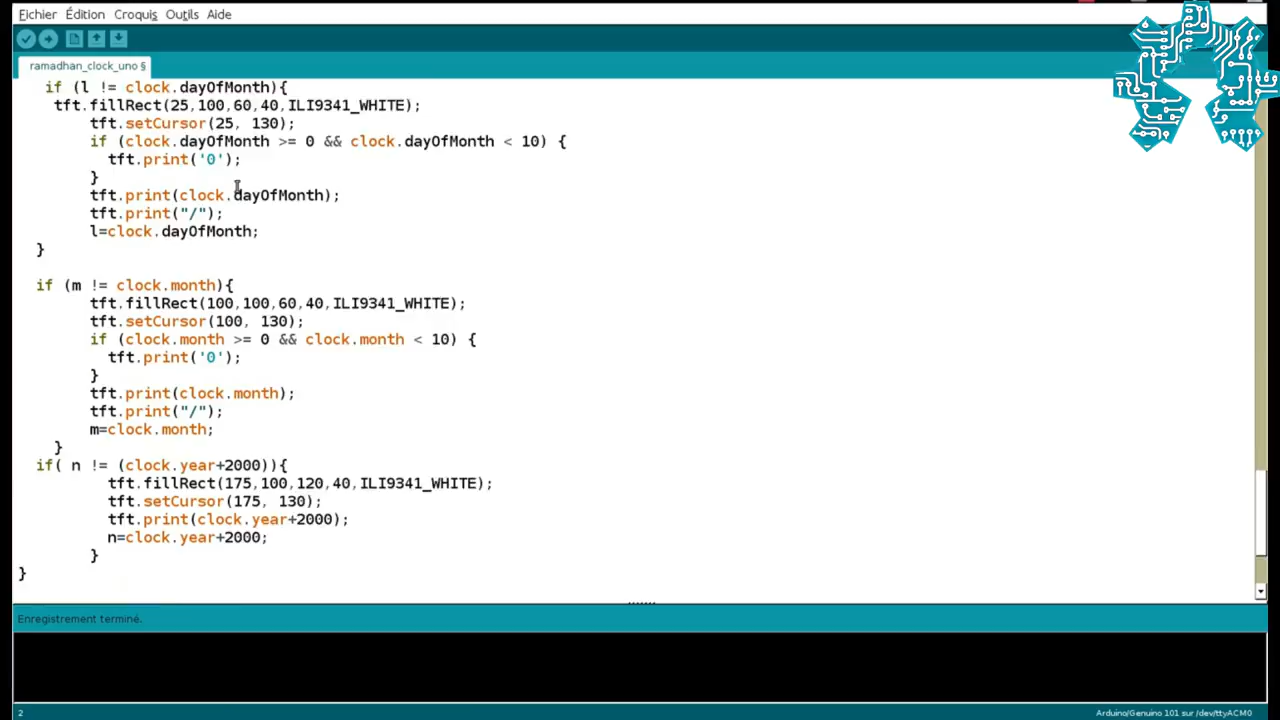 Fichier Édition Croquis Outils Aide
ramadhan_clock_uno §
if (l != clock.dayOfMonth){
tft.fillRect(25,100,60,40,ILI9341_WHITE);
tft.setCursor(25, 130);
if (clock.dayOfMonth >= 0 && clock.dayOfMonth < 10) {
tft.print('0');
}
tft.print(clock.dayOfMonth);
tft.print("/");
l=clock.dayOfMonth;
}
if (m != clock.month){
tft.fillRect(100,100,60,40,ILI9341_WHITE);
tft.setCursor(100, 130);
if (clock.month >= 0 && clock.month < 10) {
tft.print('0');
}
tft.print(clock.month);
tft.print("/");
m=clock.month;
}
if( n != (clock.year+2000)){
tft.fillRect(175,100,120,40,ILI9341_WHITE);
tft.setCursor(175, 130);
tft.print(clock.year+2000);
n=clock.year+2000;
}
}
Enregistrement terminé.
2 Arduino/Genuino 101 sur /dev/ttyACM0